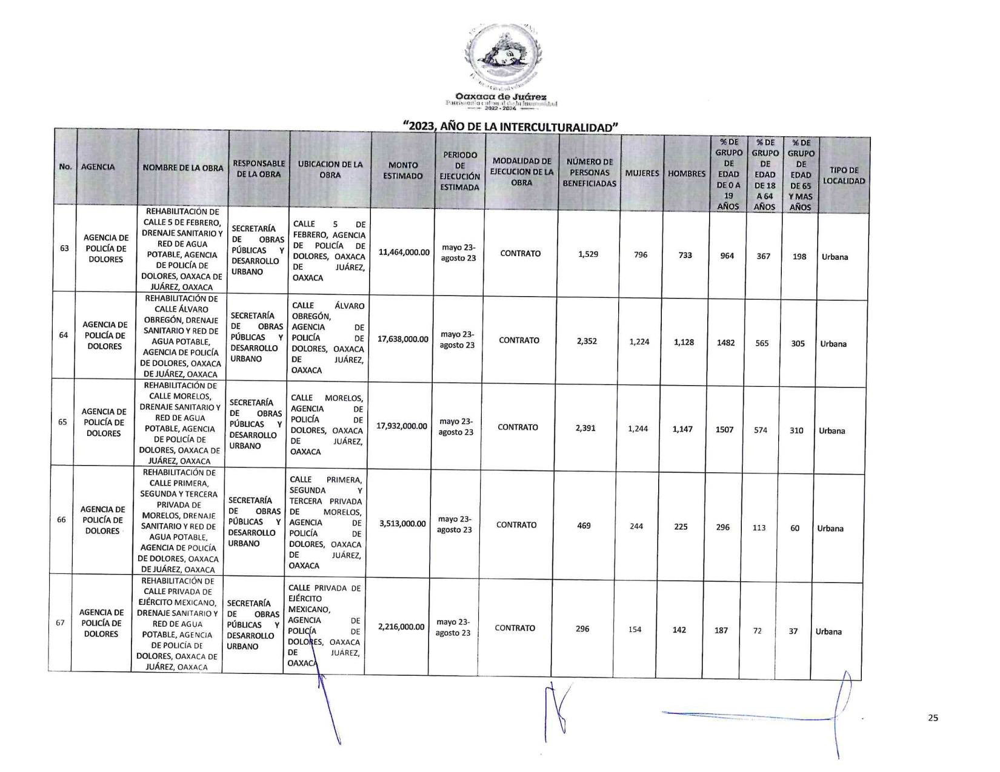 Oaxaca de Juárez
Patrimonio cultural de la humanidad
2022 - 2024
“2023, AÑO DE LA INTERCULTURALIDAD”
No.
AGENCIA
NOMBRE DE LA OBRA
RESPONSABLE
DE LA OBRA
UBICACION DE LA
OBRA
MONTO
ESTIMADO
PERIODO
DE
EJECUCIÓN
ESTIMADA
MODALIDAD DE
EJECUCION DE LA
OBRA
NÚMERO DE
PERSONAS
BENEFICIADAS
MUJERES
HOMBRES
% DE
GRUPO
DE
EDAD
DE 0 A
19
AÑOS
% DE
GRUPO
DE
EDAD
DE 18
A 64
AÑOS
% DE
GRUPO
DE
EDAD
DE 65
Y MAS
AÑOS
TIPO DE
LOCALIDAD
63
AGENCIA DE
POLICÍA DE
DOLORES
REHABILITACIÓN DE
CALLE 5 DE FEBRERO,
DRENAJE SANITARIO Y
RED DE AGUA
POTABLE, AGENCIA
DE POLICÍA DE
DOLORES, OAXACA DE
JUÁREZ, OAXACA
SECRETARÍA
DE OBRAS
PÚBLICAS Y
DESARROLLO
URBANO
CALLE 5 DE
FEBRERO, AGENCIA
DE POLICÍA DE
DOLORES, OAXACA
DE JUÁREZ,
OAXACA
11,464,000.00
mayo 23-
agosto 23
CONTRATO
1,529
796
733
964
367
198
Urbana
64
AGENCIA DE
POLICÍA DE
DOLORES
REHABILITACIÓN DE
CALLE ÁLVARO
OBREGÓN, DRENAJE
SANITARIO Y RED DE
AGUA POTABLE,
AGENCIA DE POLICÍA
DE DOLORES, OAXACA
DE JUÁREZ, OAXACA
SECRETARÍA
DE OBRAS
PÚBLICAS Y
DESARROLLO
URBANO
CALLE ÁLVARO
OBREGÓN,
AGENCIA DE
POLICÍA DE
DOLORES, OAXACA
DE JUÁREZ,
OAXACA
17,638,000.00
mayo 23-
agosto 23
CONTRATO
2,352
1,224
1,128
1482
565
305
Urbana
65
AGENCIA DE
POLICÍA DE
DOLORES
REHABILITACIÓN DE
CALLE MORELOS,
DRENAJE SANITARIO Y
RED DE AGUA
POTABLE, AGENCIA
DE POLICÍA DE
DOLORES, OAXACA DE
JUÁREZ, OAXACA
SECRETARÍA
DE OBRAS
PÚBLICAS Y
DESARROLLO
URBANO
CALLE MORELOS,
AGENCIA DE
POLICÍA DE
DOLORES, OAXACA
DE JUÁREZ,
OAXACA
17,932,000.00
mayo 23-
agosto 23
CONTRATO
2,391
1,244
1,147
1507
574
310
Urbana
66
AGENCIA DE
POLICÍA DE
DOLORES
REHABILITACIÓN DE
CALLE PRIMERA,
SEGUNDA Y TERCERA
PRIVADA DE
MORELOS, DRENAJE
SANITARIO Y RED DE
AGUA POTABLE,
AGENCIA DE POLICÍA
DE DOLORES, OAXACA
DE JUÁREZ, OAXACA
SECRETARÍA
DE OBRAS
PÚBLICAS Y
DESARROLLO
URBANO
CALLE PRIMERA,
SEGUNDA Y
TERCERA PRIVADA
DE MORELOS,
AGENCIA DE
POLICÍA DE
DOLORES, OAXACA
DE JUÁREZ,
OAXACA
3,513,000.00
mayo 23-
agosto 23
CONTRATO
469
244
225
296
113
60
Urbana
67
AGENCIA DE
POLICÍA DE
DOLORES
REHABILITACIÓN DE
CALLE PRIVADA DE
EJÉRCITO MEXICANO,
DRENAJE SANITARIO Y
RED DE AGUA
POTABLE, AGENCIA
DE POLICÍA DE
DOLORES, OAXACA DE
JUÁREZ, OAXACA
SECRETARÍA
DE OBRAS
PÚBLICAS Y
DESARROLLO
URBANO
CALLE PRIVADA DE
EJÉRCITO
MEXICANO,
AGENCIA DE
POLICÍA DE
DOLORES, OAXACA
DE JUÁREZ,
OAXACA
2,216,000.00
mayo 23-
agosto 23
CONTRATO
296
154
142
187
72
37
Urbana
25